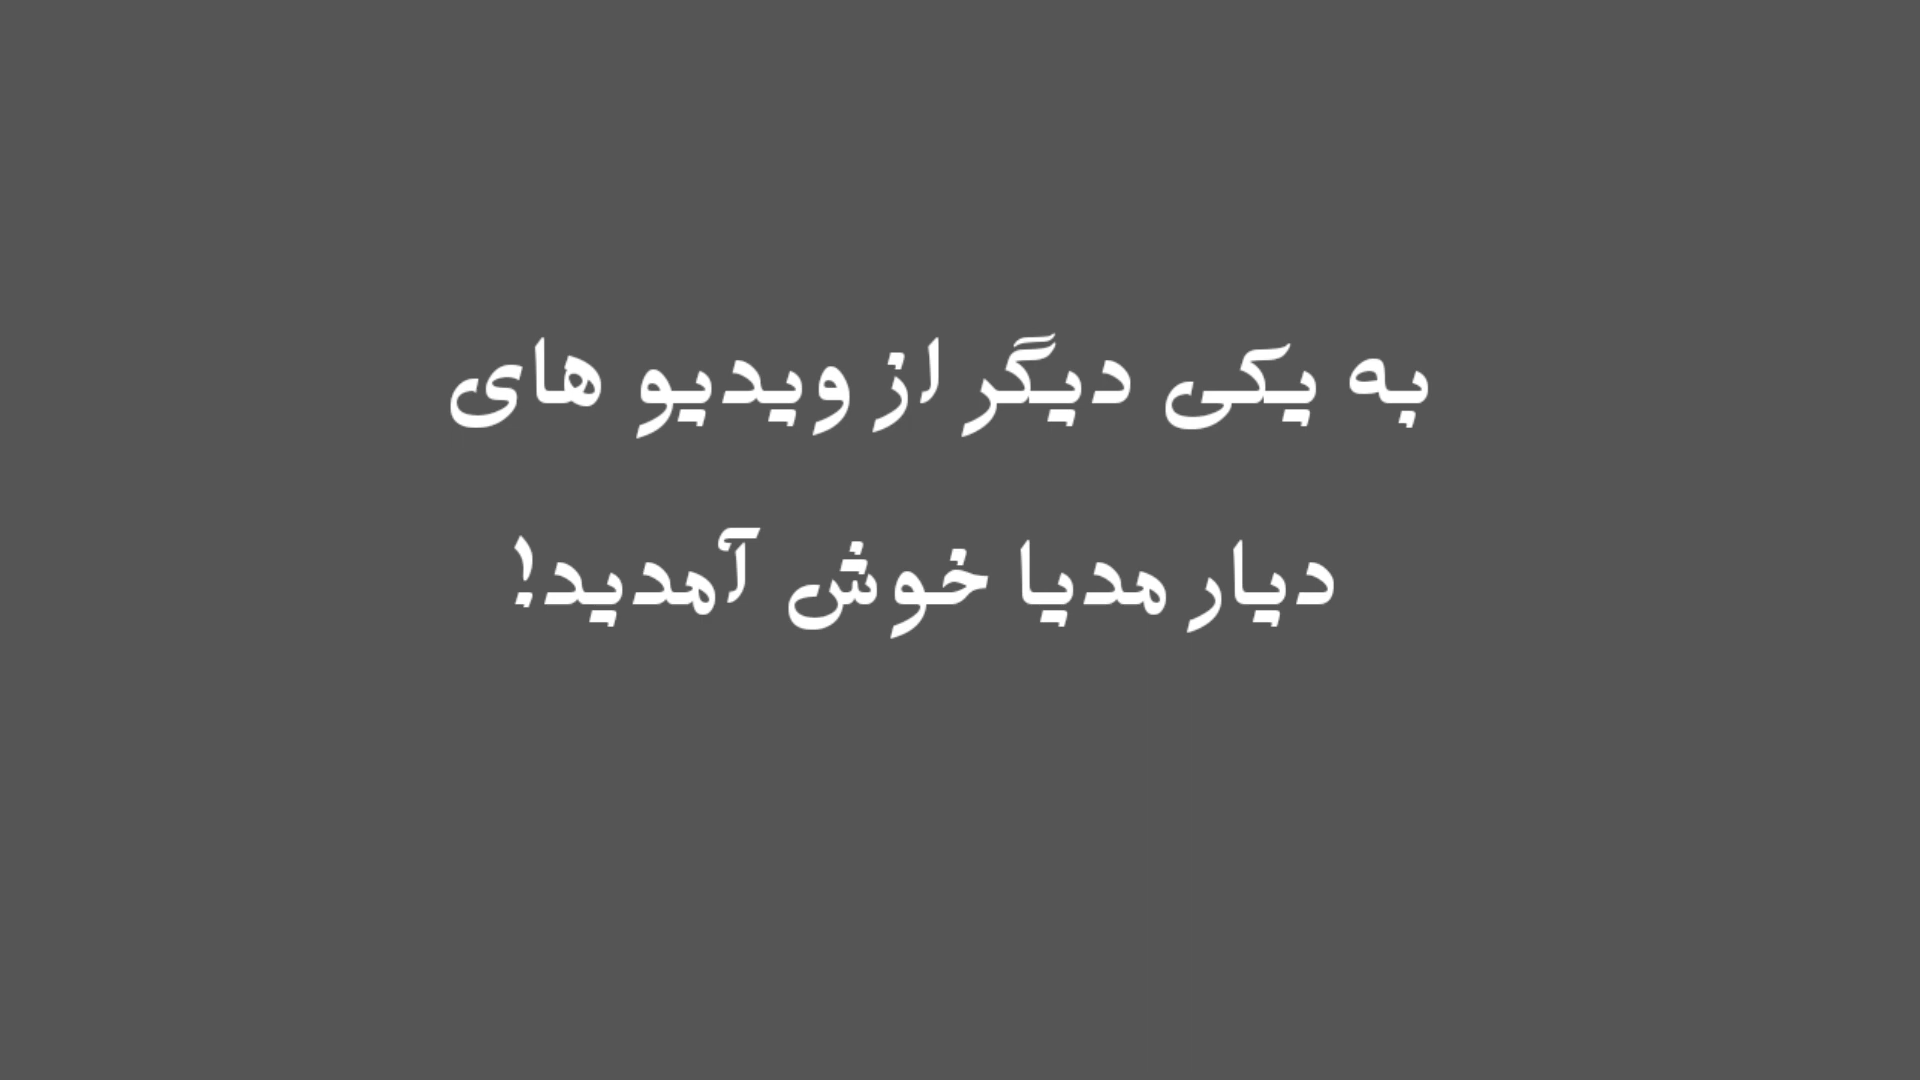 به یکی دیگر از ویدیو های
دیار مدیا خوش آمدید!